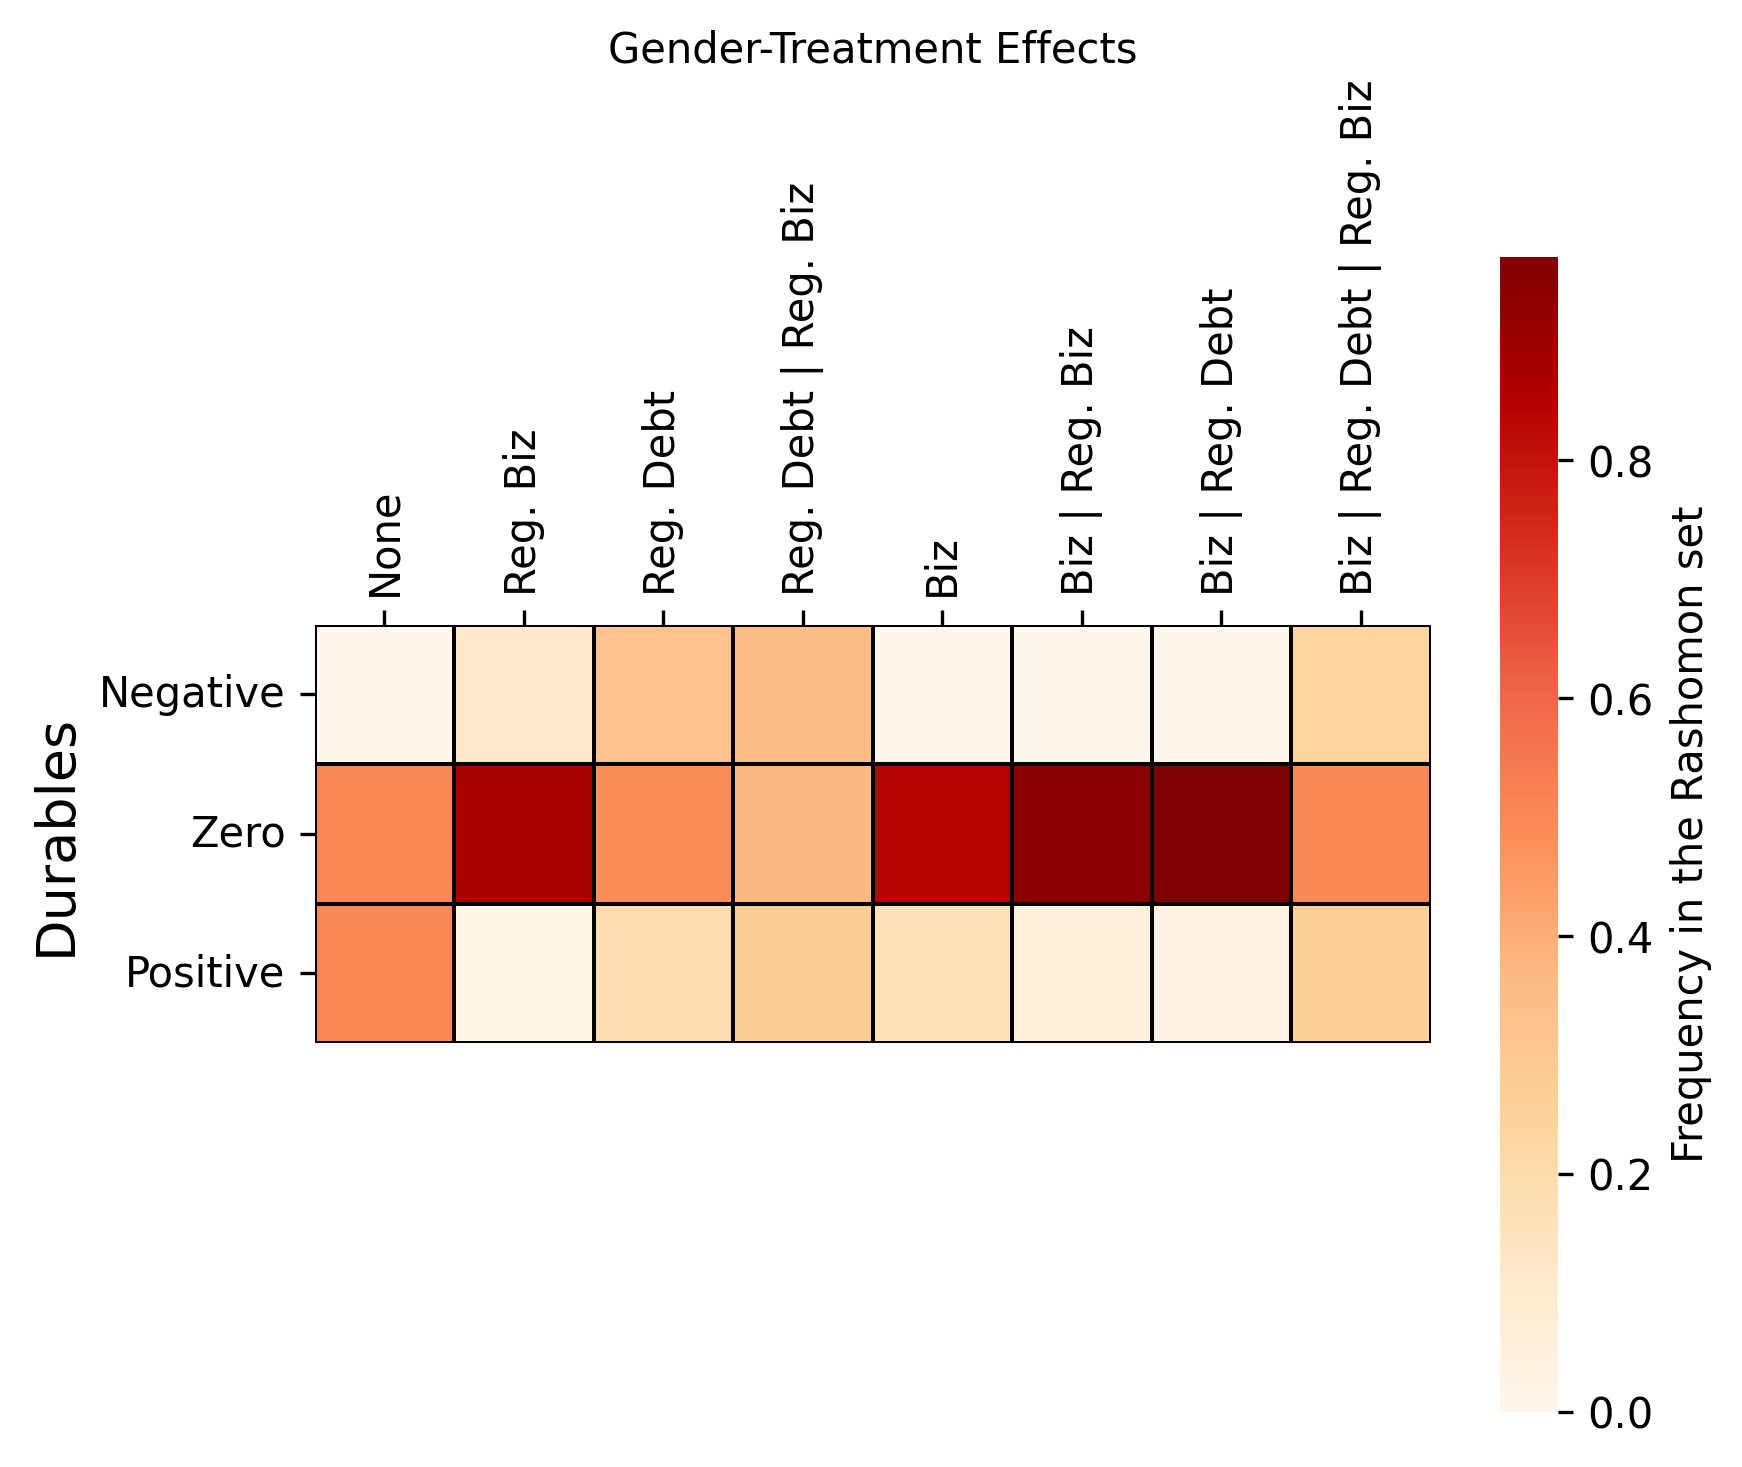 Gender-Treatment Effects
None
Reg. Biz
Reg. Debt
Reg. Debt | Reg. Biz
Biz
Biz | Reg. Biz
Biz | Reg. Debt
Biz | Reg. Debt | Reg. Biz
Durables
Negative
Zero
Positive
0.8
0.6
0.4
0.2
0.0
Frequency in the Rashomon set